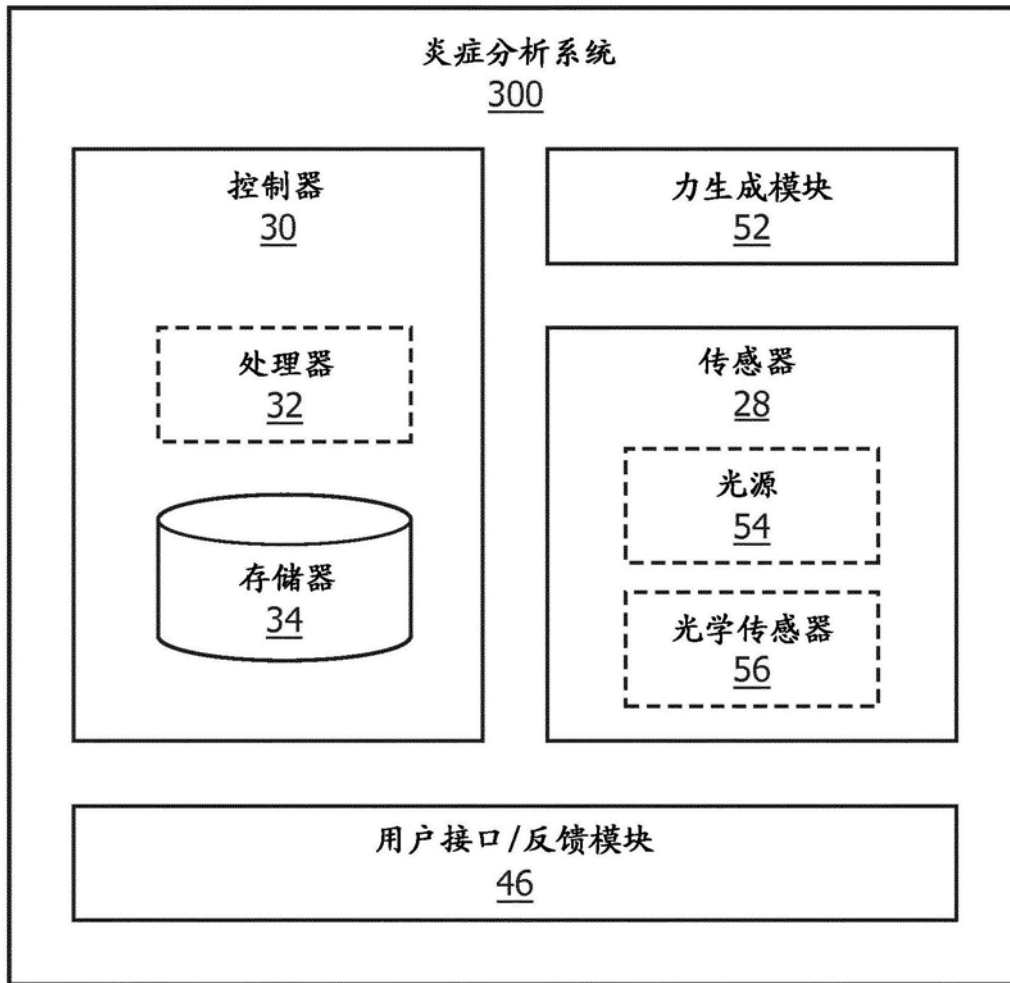 炎症分析系统
300
控制器
30
处理器
32
存储器
34
力生成模块
52
传感器
28
光源
54
光学传感器
56
用户接口/反馈模块
46